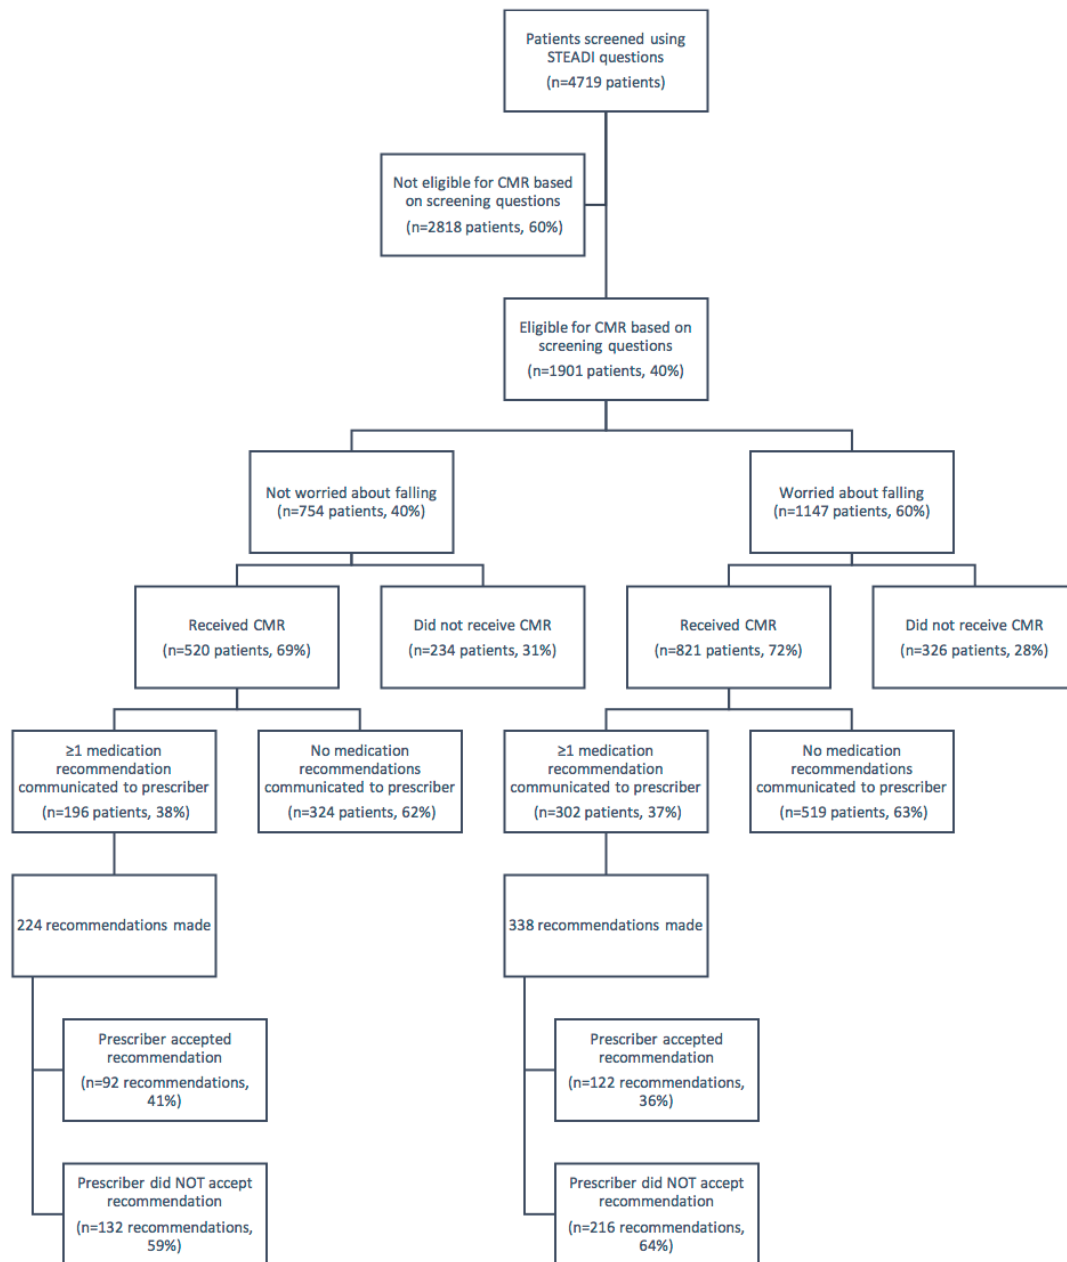 Patients screened using
STEADI questions
(n=4719 patients)
Not eligible for CMR based
on screening questions
(n=2818 patients, 60%)
Eligible for CMR based on
screening questions
(n=1901 patients, 40%)
Not worried about falling
(n=754 patients, 40%)
Worried about falling
(n=1147 patients, 60%)
Received CMR
(n=520 patients, 69%)
Did not receive CMR
(n=234 patients, 31%)
Received CMR
(n=821 patients, 72%)
Did not receive CMR
(n=326 patients, 28%)
≥1 medication
recommendation
communicated to prescriber
(n=196 patients, 38%)
No medication
recommendations
communicated to prescriber
(n=324 patients, 62%)
≥1 medication
recommendation
communicated to prescriber
(n=302 patients, 37%)
No medication
recommendations
communicated to prescriber
(n=519 patients, 63%)
224 recommendations made
338 recommendations made
Prescriber accepted
recommendation
(n=92 recommendations,
41%)
Prescriber accepted
recommendation
(n=122 recommendations,
36%)
Prescriber did NOT accept
recommendation
(n=132 recommendations,
59%)
Prescriber did NOT accept
recommendation
(n=216 recommendations,
64%)